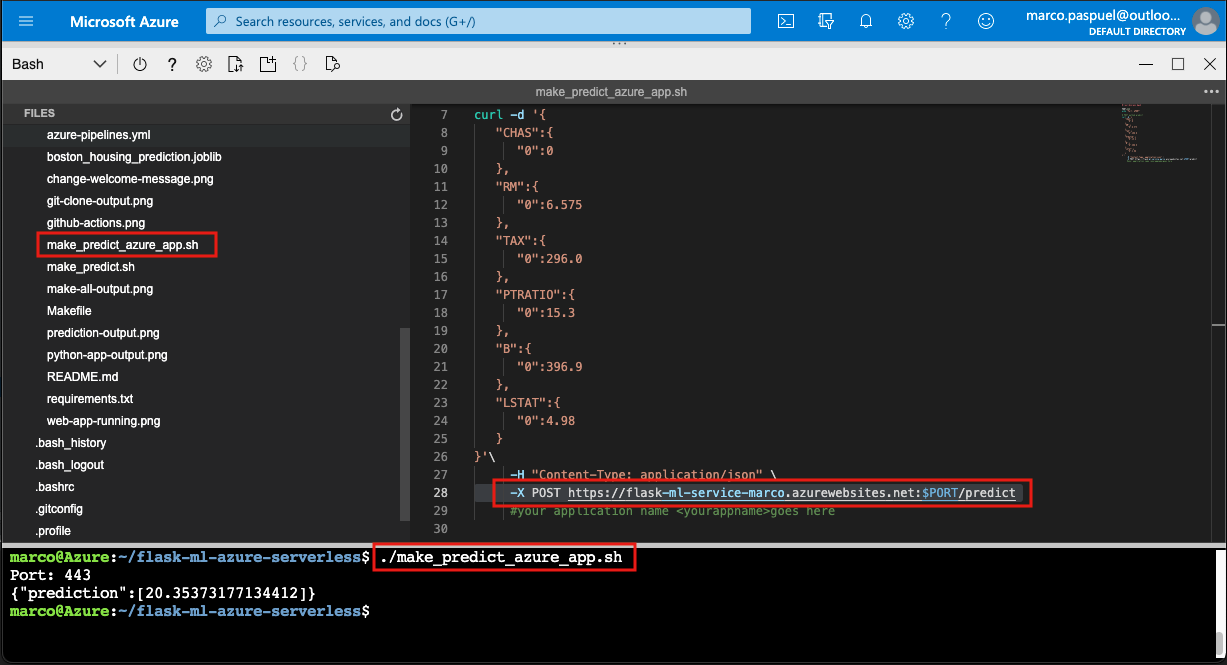 Microsoft Azure
Search resources, services, and docs (G+/)
marco.paspuel@outloo...
DEFAULT DIRECTORY
Bash
make_predict_azure_app.sh
FILES
azure-pipelines.yml
boston_housing_prediction.joblib
change-welcome-message.png
git-clone-output.png
github-actions.png
make_predict_azure_app.sh
make_predict.sh
make-all-output.png
Makefile
prediction-output.png
python-app-output.png
README.md
requirements.txt
web-app-running.png
.bash_history
.bash_logout
.bashrc
.gitconfig
.profile
7 curl -d '{
8 "CHAS":{
9 "0":0
10 },
11 "RM":{
12 "0":6.575
13 },
14 "TAX":{
15 "0":296.0
16 },
17 "PTRATIO":{
18 "0":15.3
19 },
20 "B":{
21 "0":396.9
22 },
23 "LSTAT":{
24 "0":4.98
25 }
26 }'\
27 -H "Content-Type: application/json" \
28 -X POST https://flask-ml-service-marco.azurewebsites.net:$PORT/predict
29 #your application name <yourappname>goes here
30
marco@Azure:~/flask-ml-azure-serverless$ ./make_predict_azure_app.sh
Port: 443
{"prediction":[20.35373177134412]}
marco@Azure:~/flask-ml-azure-serverless$